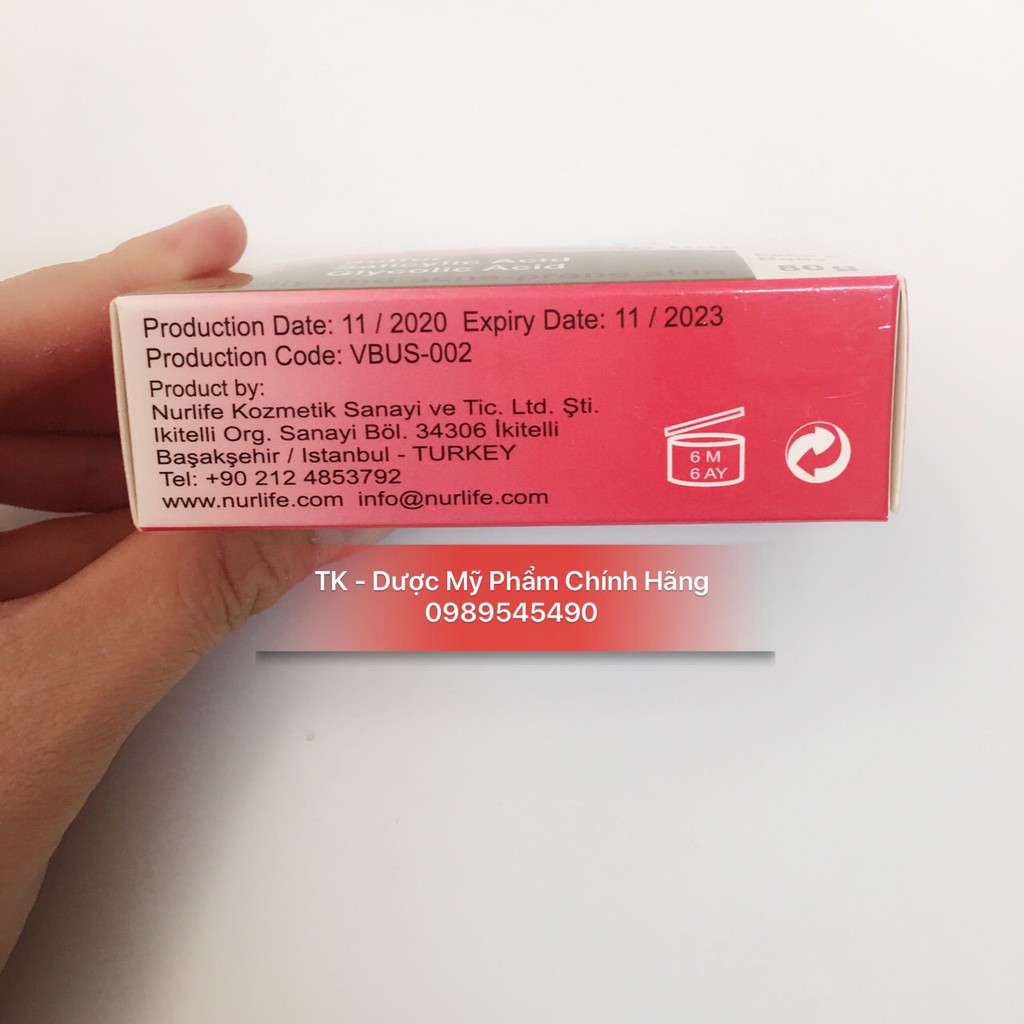 Glycolic Acid
80 g
Production Date: 11 / 2020 Expiry Date: 11 / 2023
Production Code: VBUS-002
Product by:
Nurlife Kozmetik Sanayi ve Tic. Ltd. Şti.
Ikitelli Org. Sanayi Böl. 34306 İkitelli
Başakşehir / Istanbul - TURKEY
Tel: +90 212 4853792
www.nurlife.com info@nurlife.com
6 M
6 AY
TK - Dược Mỹ Phẩm Chính Hãng
0989545490